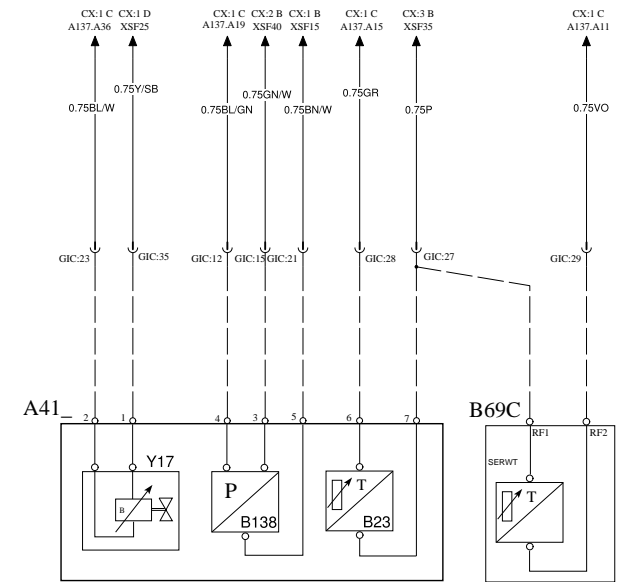 CX:1 C CX:1 D CX:1 C CX:2 B CX:1 B CX:1 C CX:3 B CX:1 C
A137.A36 XSF25 A137.A19 XSF40 XSF15 A137.A15 XSF35 A137.A11
0.75Y/SB
0.75GN/W
0.75GR
0.75BL/W
0.75BL/GN
0.75BN/W
0.75P
0.75VO
GIC:23 GIC:35 GIC:12 GIC:15 GIC:21 GIC:28 GIC:27 GIC:29
A41_
B69C
2 1 4 3 5 6 7
RF1 RF2
Y17
SERWT
P
T
T
B
B138
B23